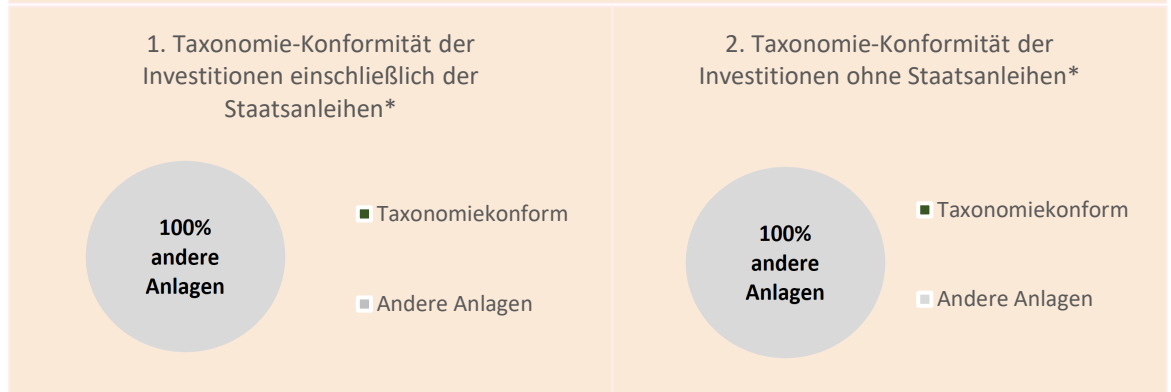 1. Taxonomie-Konformität der
Investitionen einschließlich der
Staatsanleihen*
100%
andere
Anlagen
Taxonomiekonform
Andere Anlagen
2. Taxonomie-Konformität der
Investitionen ohne Staatsanleihen*
100%
andere
Anlagen
Taxonomiekonform
Andere Anlagen